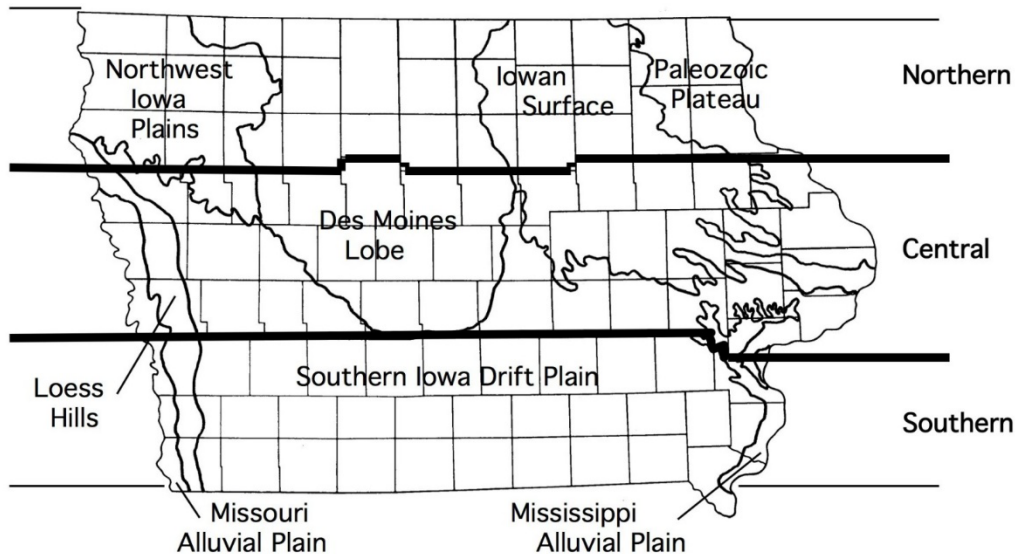 Northwest
Iowa
Plains
Iowan
Surface
Paleozoic
Plateau
Northern
Des Moines
Lobe
Central
Loess
Hills
Southern Iowa Drift Plain
Southern
Missouri
Alluvial Plain
Mississippi
Alluvial Plain